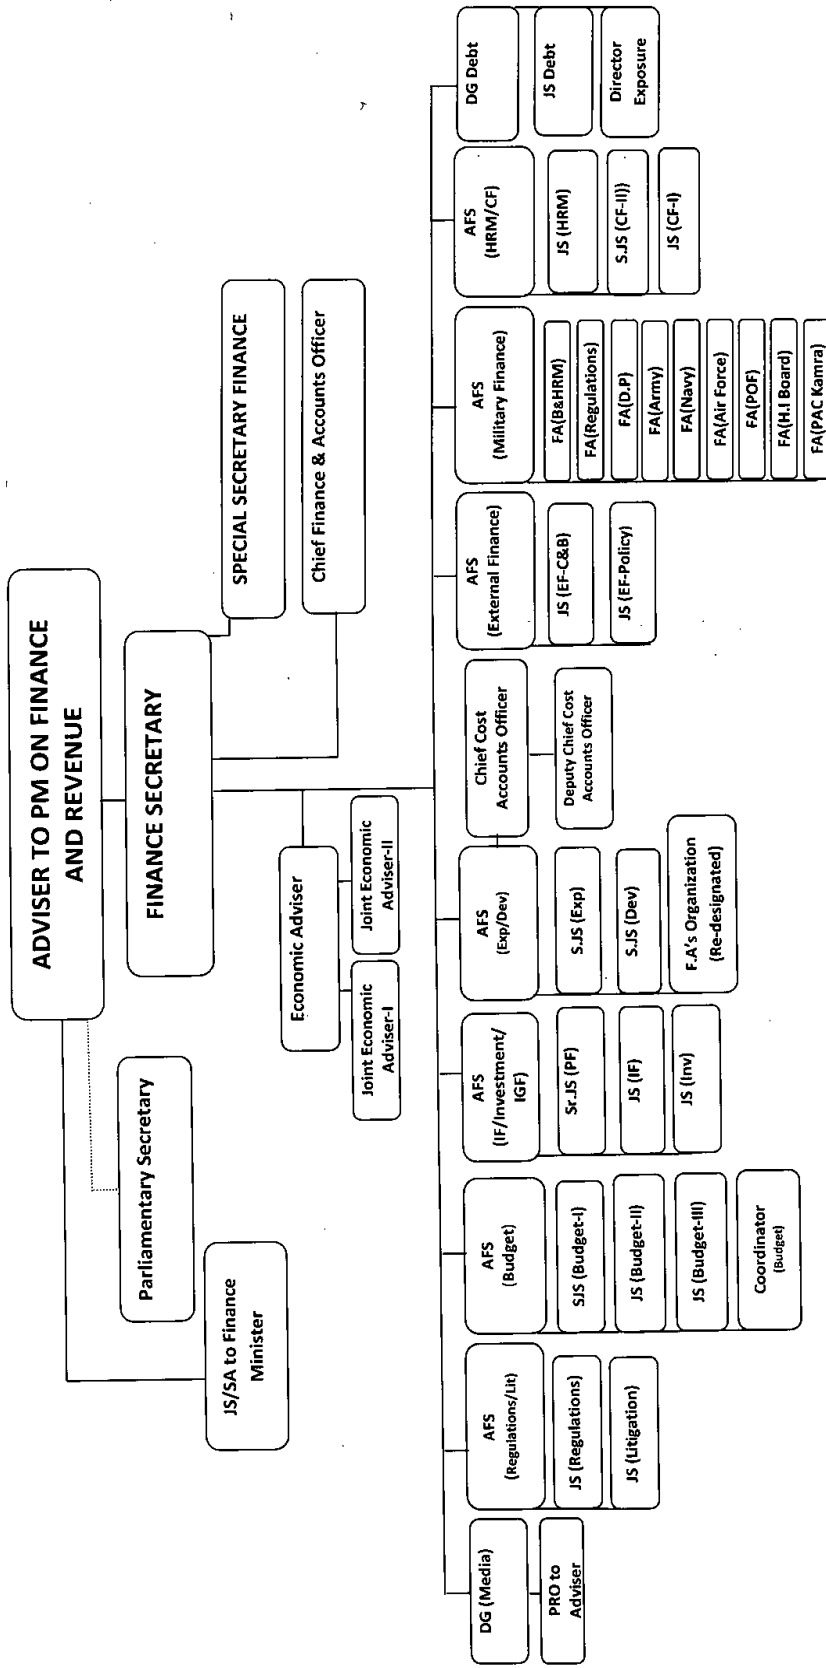 ADVISER TO PM ON FINANCE
AND REVENUE
Parliamentary Secretary
JS/SA to Finance
Minister
FINANCE SECRETARY
SPECIAL SECRETARY FINANCE
Chief Finance & Accounts Officer
Economic Adviser
Joint Economic
Adviser-I
Joint Economic
Adviser-II
DG (Media)
PRO to
Adviser
AFS
(Regulations/Lit)
JS (Regulations)
JS (Litigation)
AFS
(Budget)
SJS (Budget-I)
JS (Budget-II)
JS (Budget-III)
Coordinator
(Budget)
AFS
(IF/Investment/
IGF)
Sr.JS (PF)
JS (IF)
JS (Inv)
AFS
(Exp/Dev)
S.JS (Exp)
S.JS (Dev)
F.A's Organization
(Re-designated)
Chief Cost
Accounts Officer
Deputy Chief Cost
Accounts Officer
AFS
(External Finance)
JS (EF-C&B)
JS (EF-Policy)
AFS
(Military Finance)
FA(B&HRM)
FA(Regulations)
FA(D.P)
FA(Army)
FA(Navy)
FA(Air Force)
FA(POF)
FA(H.I Board)
FA(PAC Kamra)
AFS
(HRM/CF)
JS (HRM)
S.JS (CF-II))
JS (CF-I)
DG Debt
JS Debt
Director
Exposure